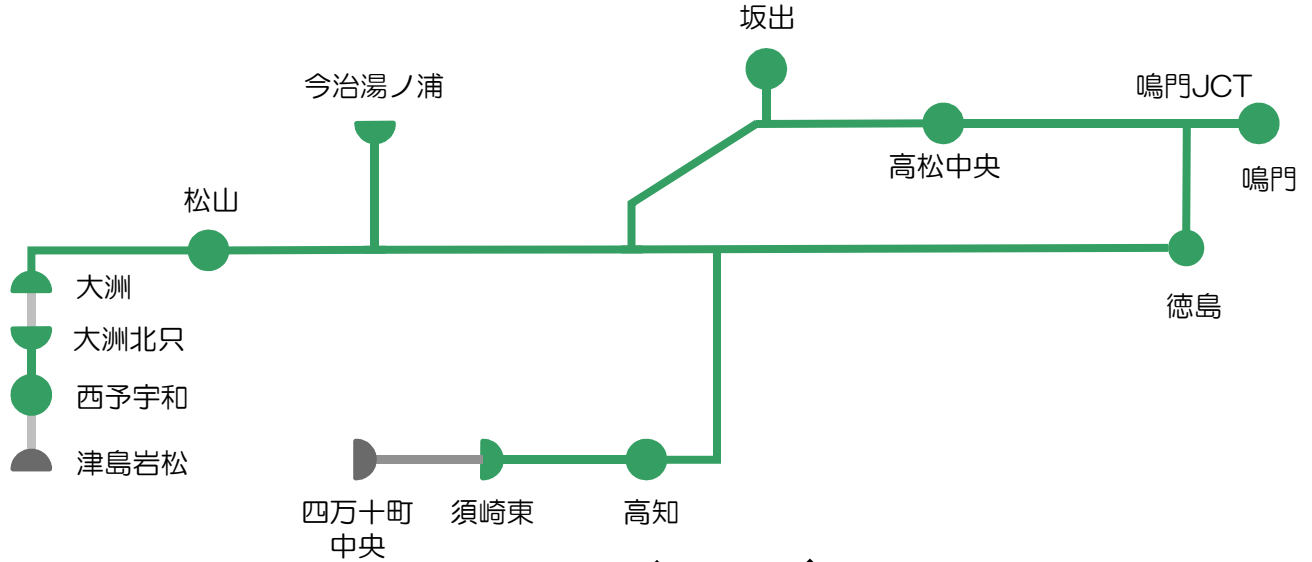 坂出
今治湯ノ浦
鳴門JCT
高松中央
鳴門
松山
大洲
徳島
大洲北只
西予宇和
津島岩松
四万十町
中央
須崎東
高知